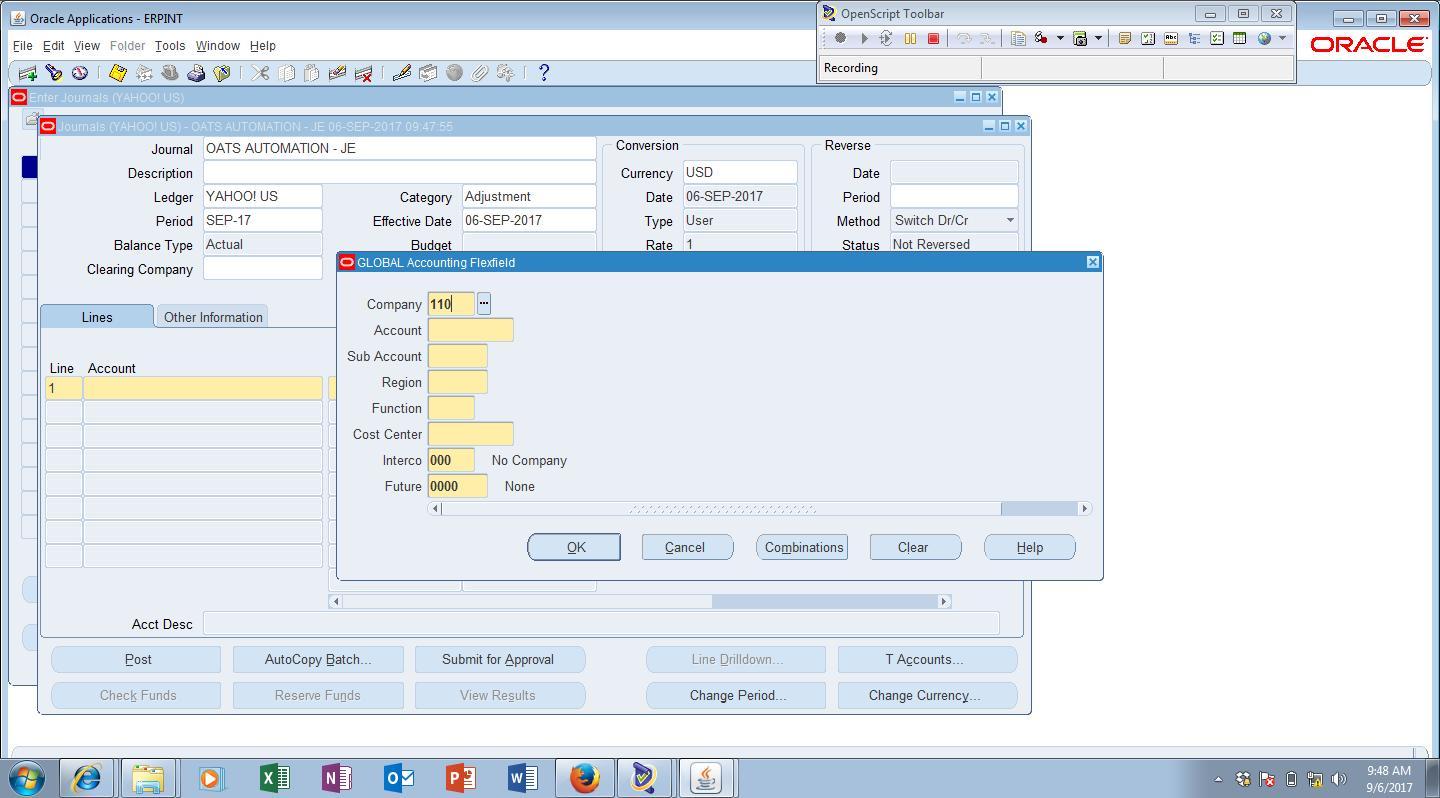 Oracle Applications - ERPINT
OpenScript Toolbar
File Edit View Folder Tools Window Help
ORACLE
Recording
Enter Journals (YAHOO! US)
Journals (YAHOO! US) - OATS AUTOMATION - JE 06-SEP-2017 09:47:55
Journal OATS AUTOMATION - JE
Conversion
Reverse
Description
Currency USD
Date
Ledger YAHOO! US
Category Adjustment
Date 06-SEP-2017
Period
Period SEP-17
Effective Date 06-SEP-2017
Type User
Method Switch Dr/Cr
Balance Type Actual
Budget
Rate 1
Status Not Reversed
Clearing Company
GLOBAL Accounting Flexfield
Company 110 ...
Account
Sub Account
Region
Function
Cost Center
Interco 000 No Company
Future 0000 None
OK Cancel Combinations Clear Help
Lines Other Information
Line Account
1
Acct Desc
Post AutoCopy Batch... Submit for Approval Line Drilldown... T Accounts...
Check Funds Reserve Funds View Results Change Period... Change Currency...
9:48 AM
9/6/2017